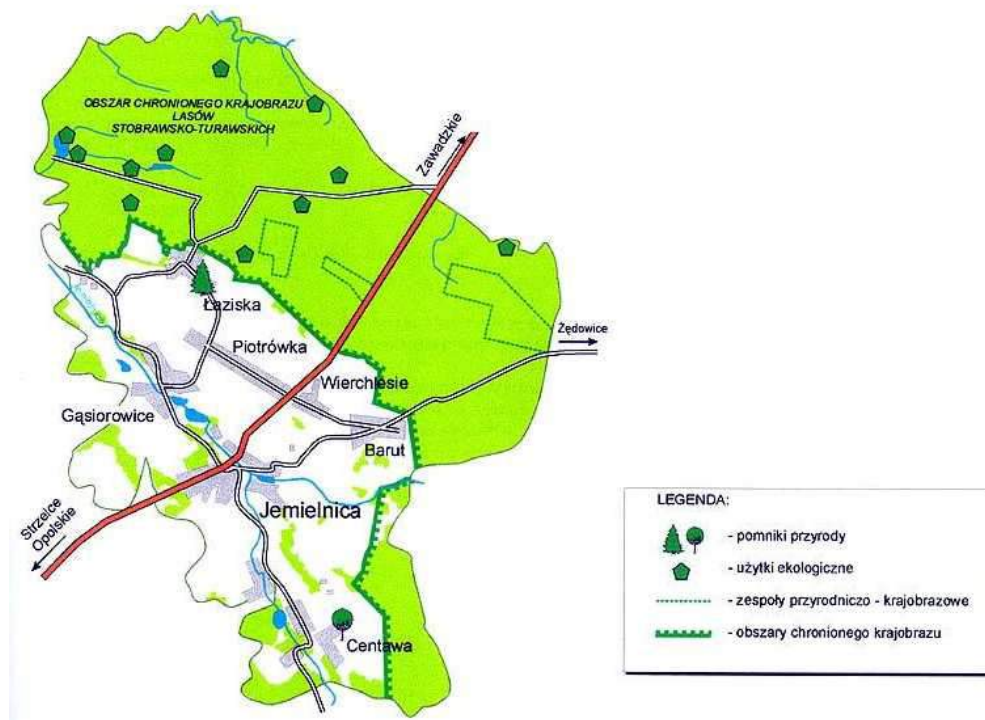 OBSZAR CHRONIONEGO KRAJOBRAZU
LASÓW
STOBRAWSKO-TURAWSKICH
Zawadzkie
Łaziska
Żędowice
Piotrówka
Wierchlesie
Gąsiorowice
Barut
Jemielnica
Strzelce
Opolskie
Centawa
LEGENDA:
- pomniki przyrody
- użytki ekologiczne
- zespoły przyrodniczo - krajobrazowe
- obszary chronionego krajobrazu